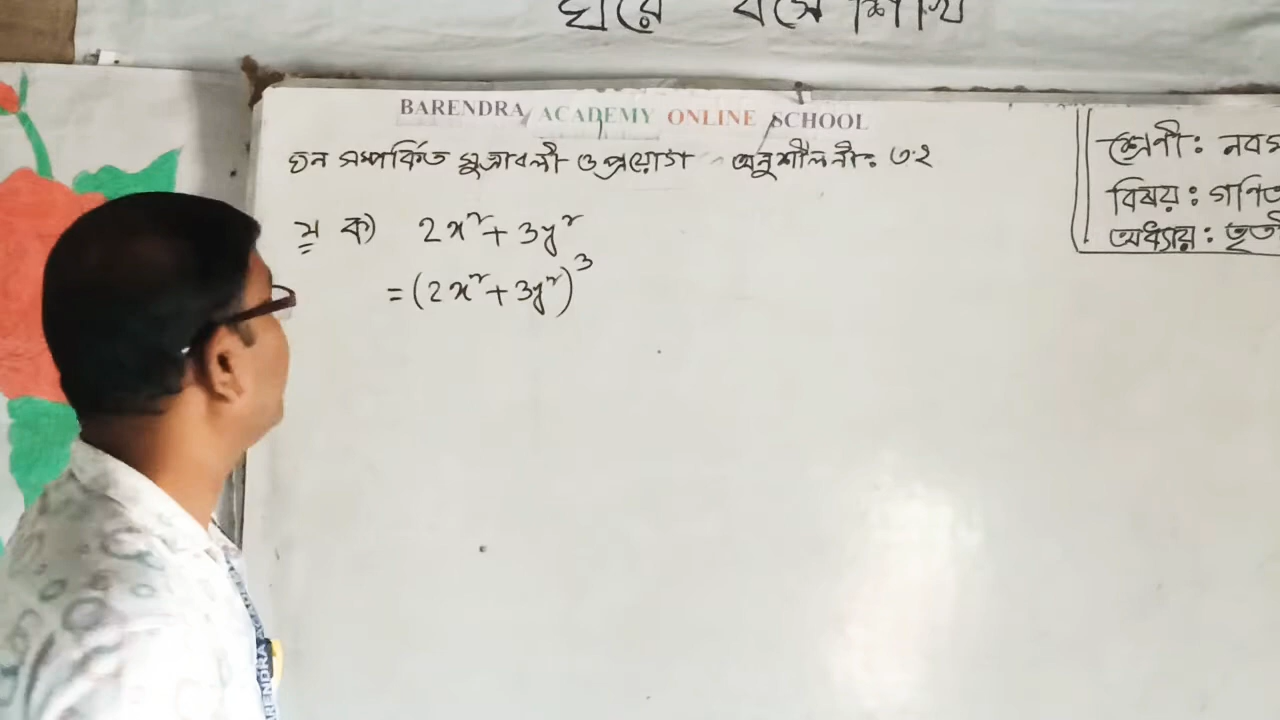 ঘরে বসে শিখি
BARENDRA ACADEMY ONLINE SCHOOL
ঘন সম্পর্কিত সূত্রাবলী ও প্রয়োগ অনুশীলনী: ৩.২
শ্রেণী: নবম
বিষয়: গণিত
অধ্যায়: তৃতী
১ ক) 2x² + 3y²
= (2x² + 3y²)³